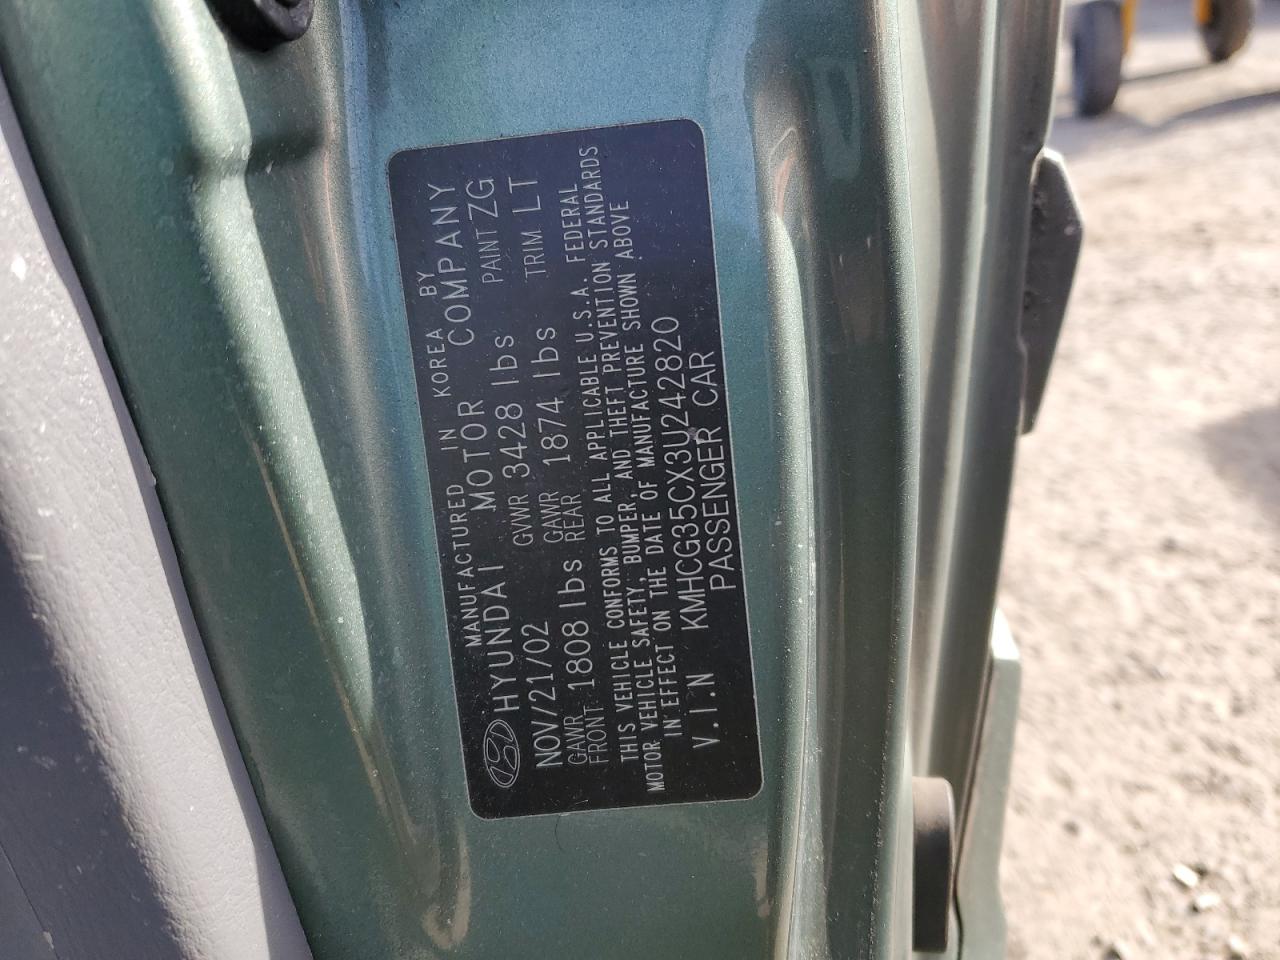 MANUFACTURED IN KOREA BY
HYUNDAI MOTOR COMPANY
NOV/21/02 GVWR 3428 lbs PAINT ZG
GAWR FRONT 1808 lbs GAWR REAR 1874 lbs TRIM LT
THIS VEHICLE CONFORMS TO ALL APPLICABLE U.S.A. FEDERAL
MOTOR VEHICLE SAFETY, BUMPER, AND THEFT PREVENTION STANDARDS
IN EFFECT ON THE DATE OF MANUFACTURE SHOWN ABOVE
V.I.N KMHCG35CX3U242820
PASSENGER CAR